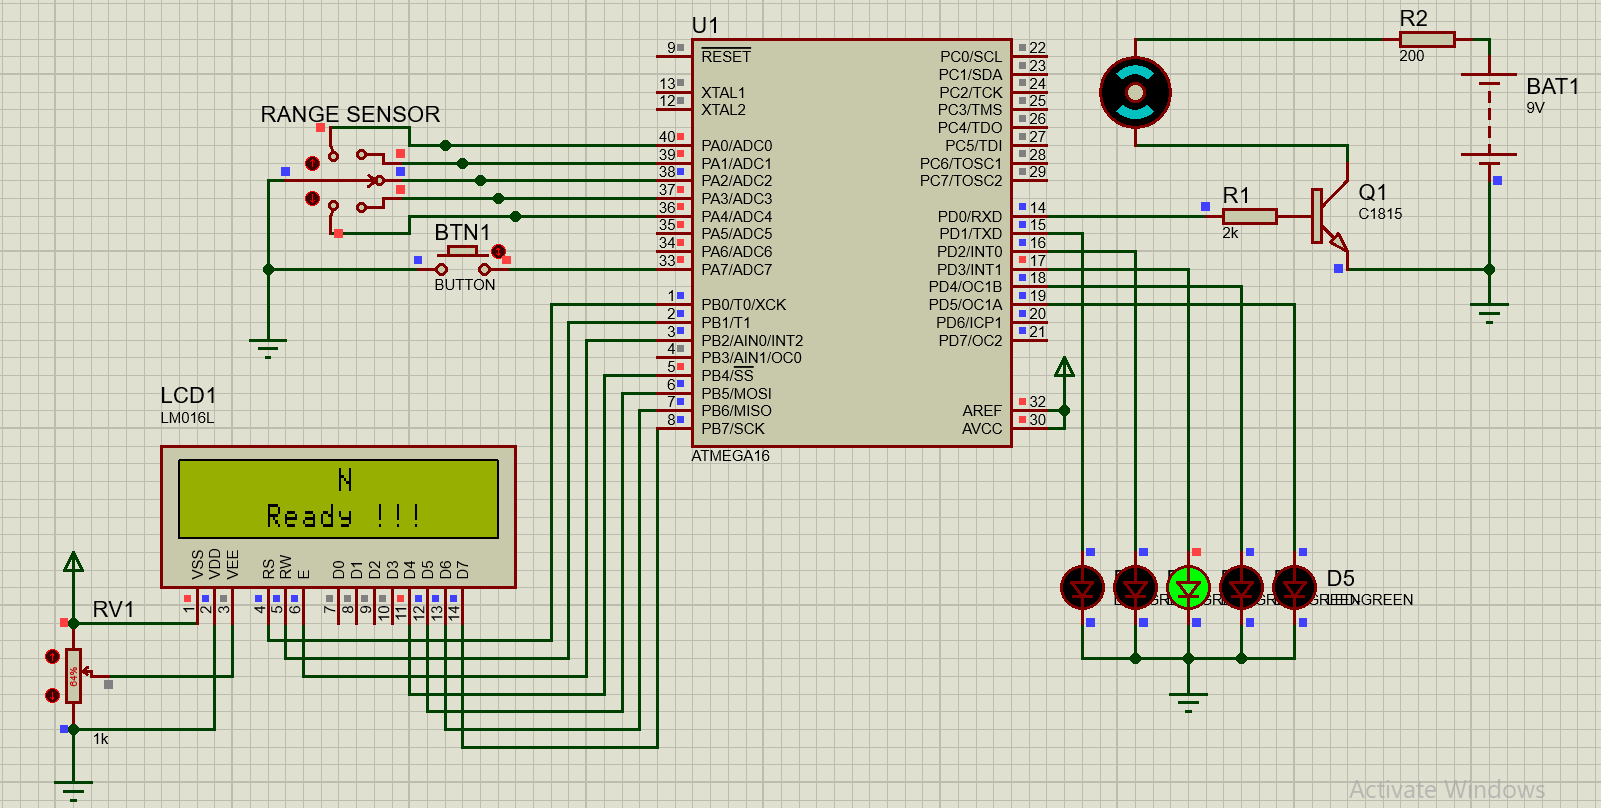 U1
9
RESET
13
XTAL1
12
XTAL2
40
PA0/ADC0
39
PA1/ADC1
38
PA2/ADC2
37
PA3/ADC3
36
PA4/ADC4
35
PA5/ADC5
34
PA6/ADC6
33
PA7/ADC7
1
PB0/T0/XCK
2
PB1/T1
3
PB2/AIN0/INT2
4
PB3/AIN1/OC0
5
PB4/SS
6
PB5/MOSI
7
PB6/MISO
8
PB7/SCK
PC0/SCL
22
PC1/SDA
23
PC2/TCK
24
PC3/TMS
25
PC4/TDO
26
PC5/TDI
27
PC6/TOSC1
28
PC7/TOSC2
29
PD0/RXD
14
PD1/TXD
15
PD2/INT0
16
PD3/INT1
17
PD4/OC1B
18
PD5/OC1A
19
PD6/ICP1
20
PD7/OC2
21
AREF
32
AVCC
30
ATMEGA16
RANGE SENSOR
BTN1
BUTTON
R2
200
BAT1
9V
R1
2k
Q1
C1815
LCD1
LM016L
N
Ready !!!
VSS
VDD
VEE
RS
RW
E
D0
D1
D2
D3
D4
D5
D6
D7
1
2
3
4
5
6
7
8
9
10
11
12
13
14
RV1
64%
1k
D5
LED-GREEN
Activate Windows